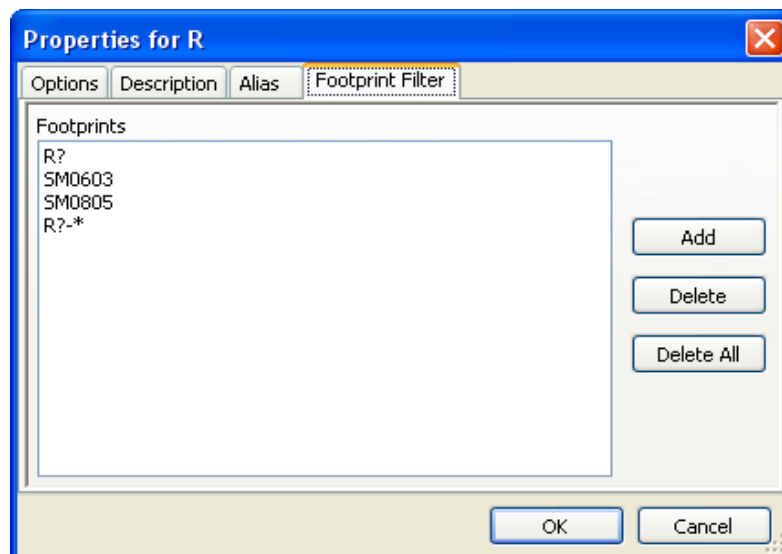 Properties for R
Options Description Alias Footprint Filter
Footprints
R?
SM0603
SM0805
R?-*
Add
Delete
Delete All
OK Cancel